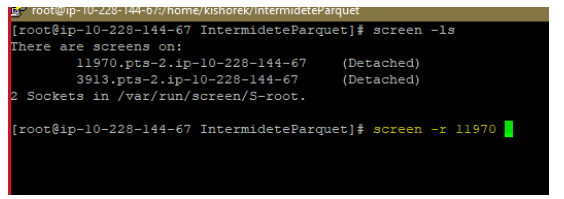 root@ip-10-228-144-67:/home/kishorek/IntermideteParquet
[root@ip-10-228-144-67 IntermideteParquet]# screen -ls
There are screens on:
        11970.pts-2.ip-10-228-144-67    (Detached)
        3913.pts-2.ip-10-228-144-67     (Detached)
2 Sockets in /var/run/screen/S-root.
[root@ip-10-228-144-67 IntermideteParquet]# screen -r 11970